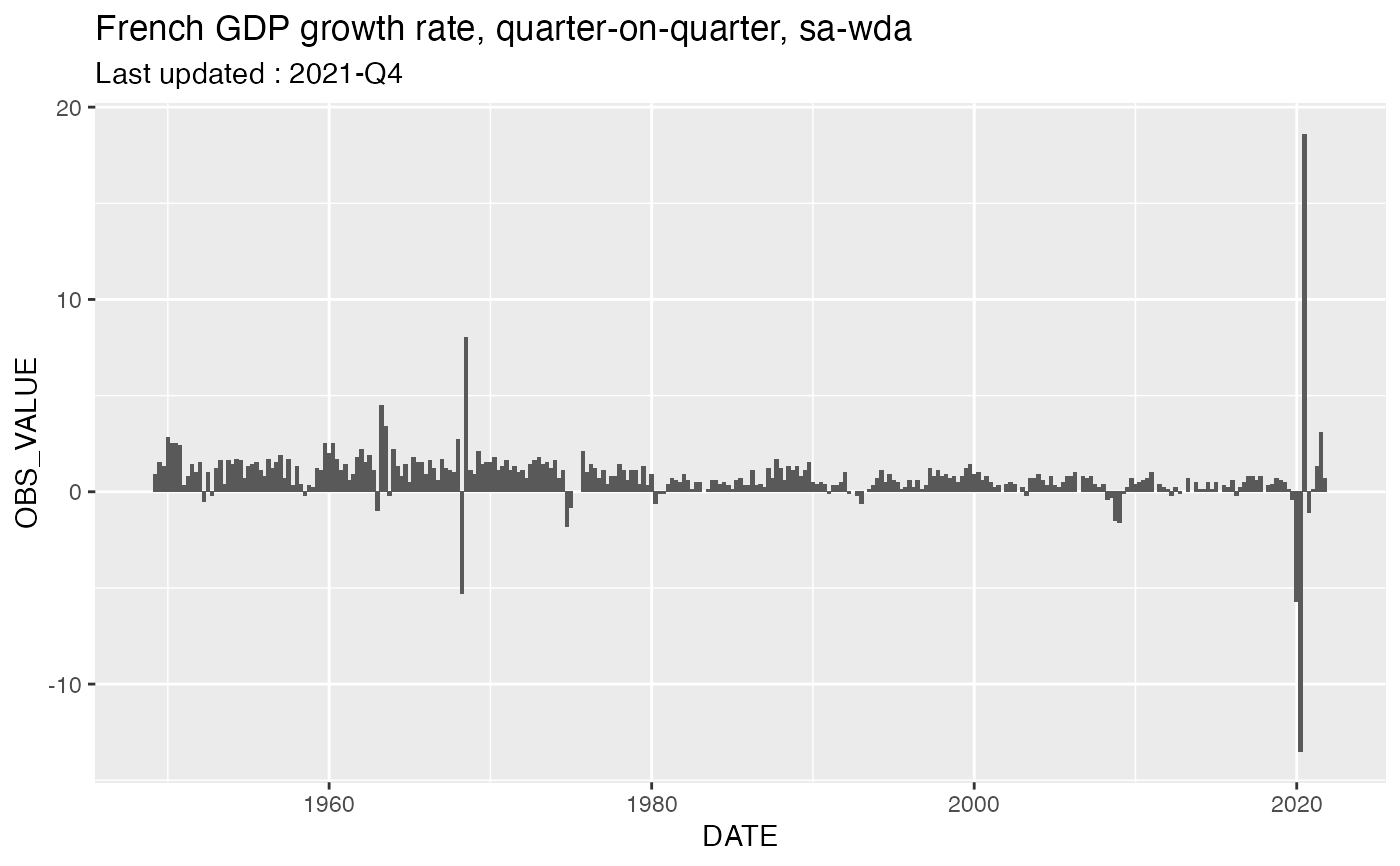 French GDP growth rate, quarter-on-quarter, sa-wda
Last updated : 2021-Q4
20
10
0
-10
OBS_VALUE
1960
1980
2000
2020
DATE